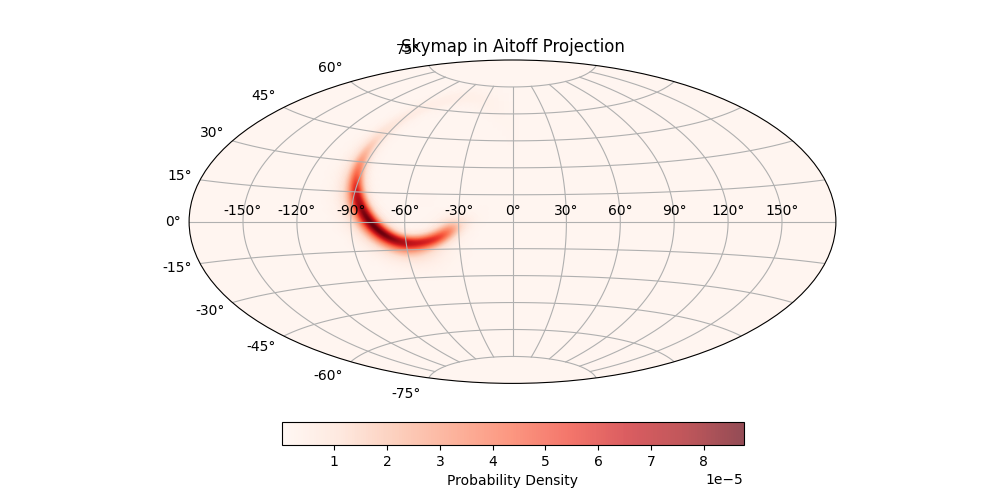 Skymap in Aitoff Projection
75°
60°
45°
30°
15°
0°
-150° -120° -90° -60° -30° 0° 30° 60° 90° 120° 150°
-15°
-30°
-45°
-60°
-75°
1 2 3 4 5 6 7 8
1e−5
Probability Density